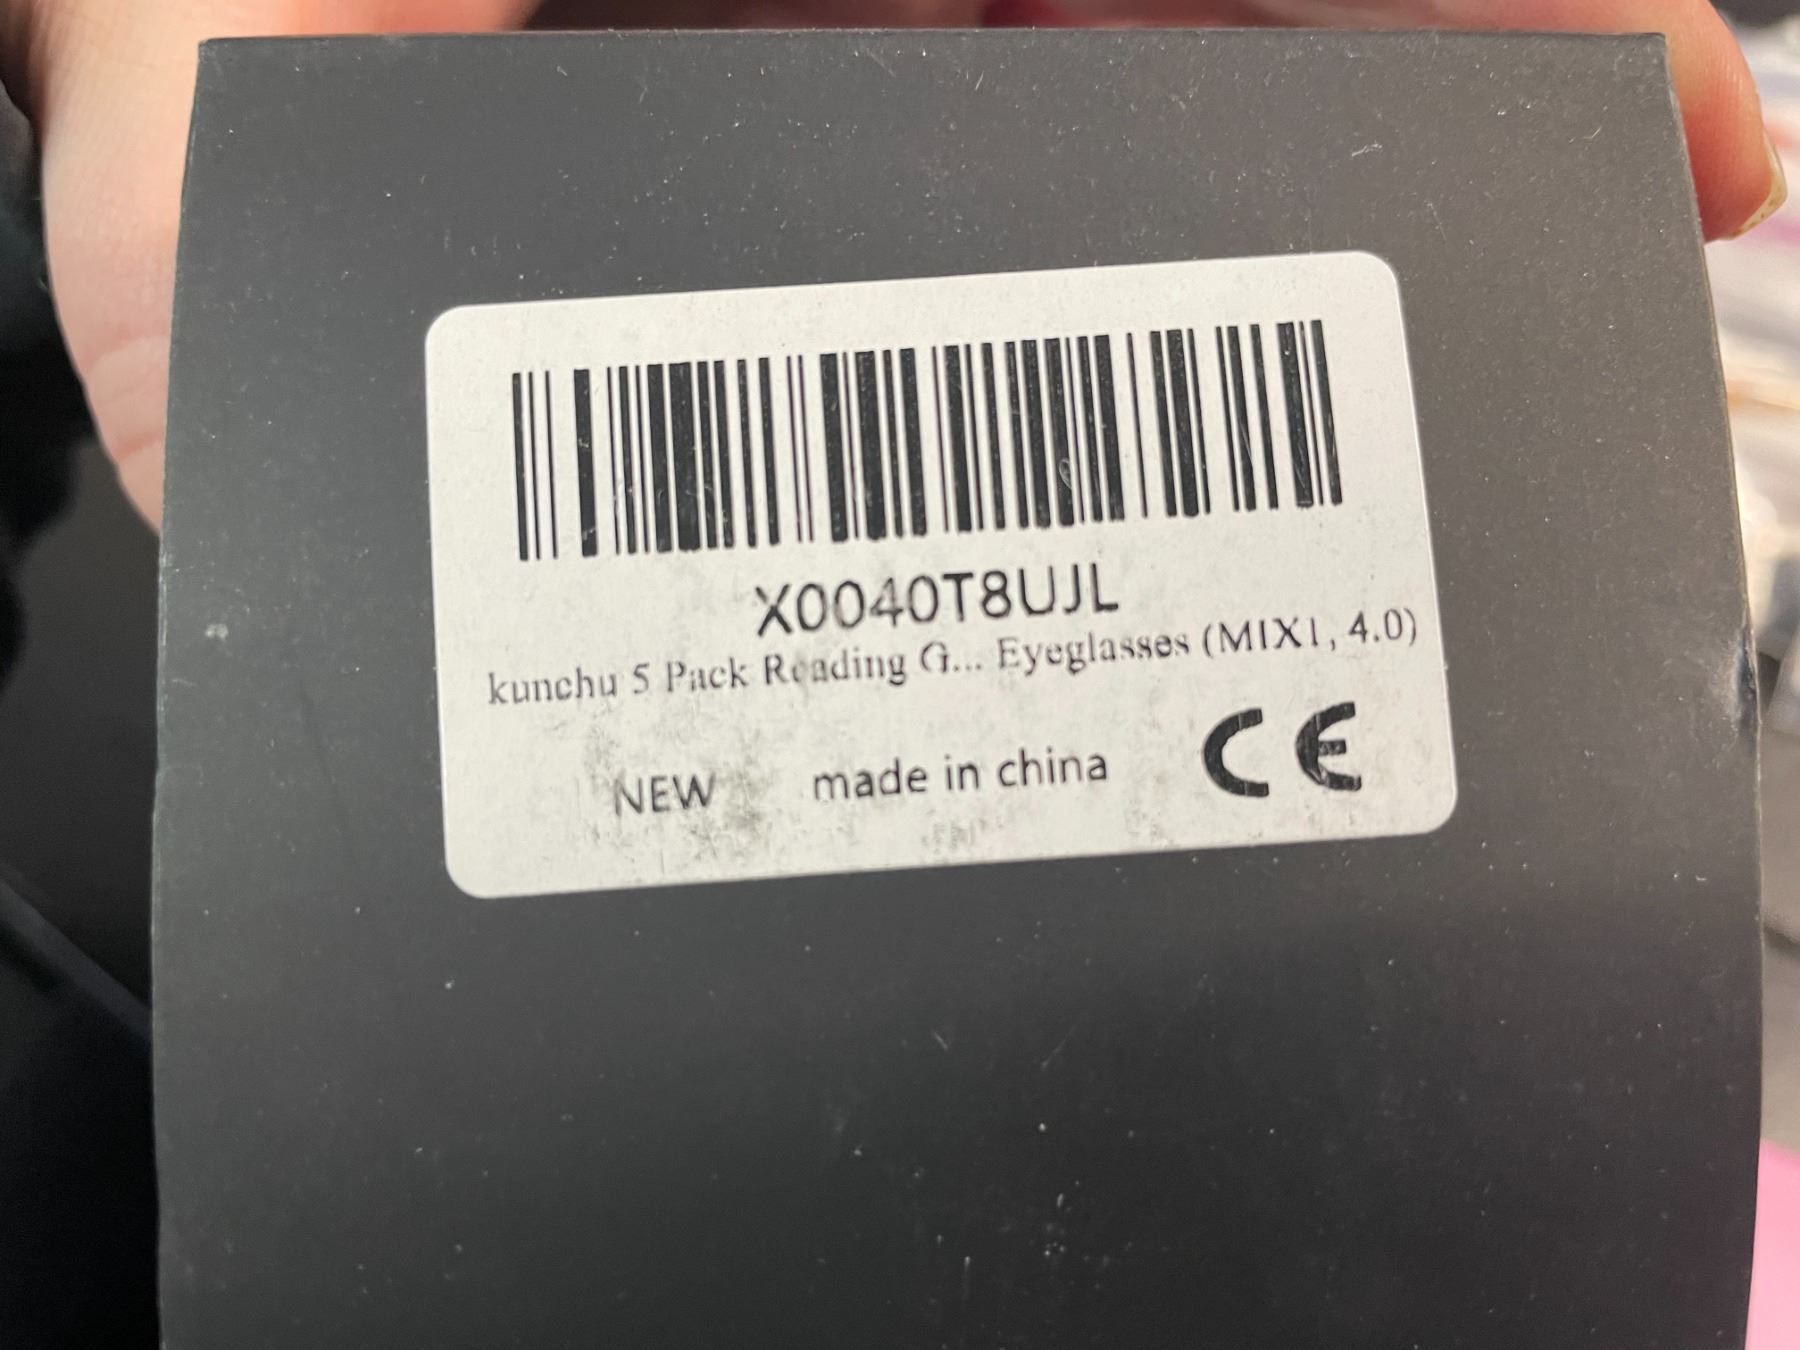 X0040T8UJL
kunchu 5 Pack Reading G... Eyeglasses (MIX1, 4.0)
NEW made in china CE